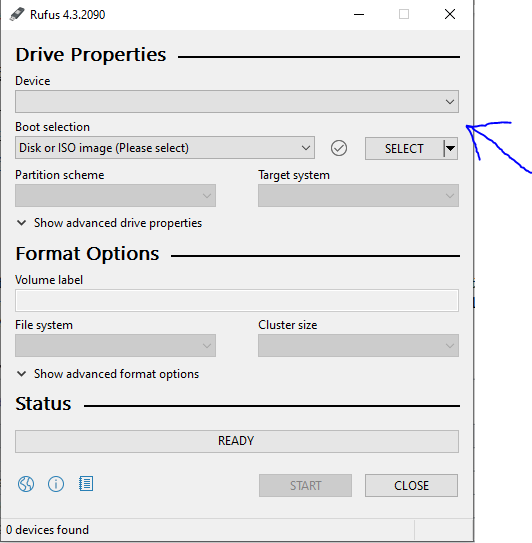 Rufus 4.3.2090
Drive Properties
Device
Boot selection
Disk or ISO image (Please select)
SELECT
Partition scheme Target system
Show advanced drive properties
Format Options
Volume label
File system Cluster size
Show advanced format options
Status
READY
START CLOSE
0 devices found